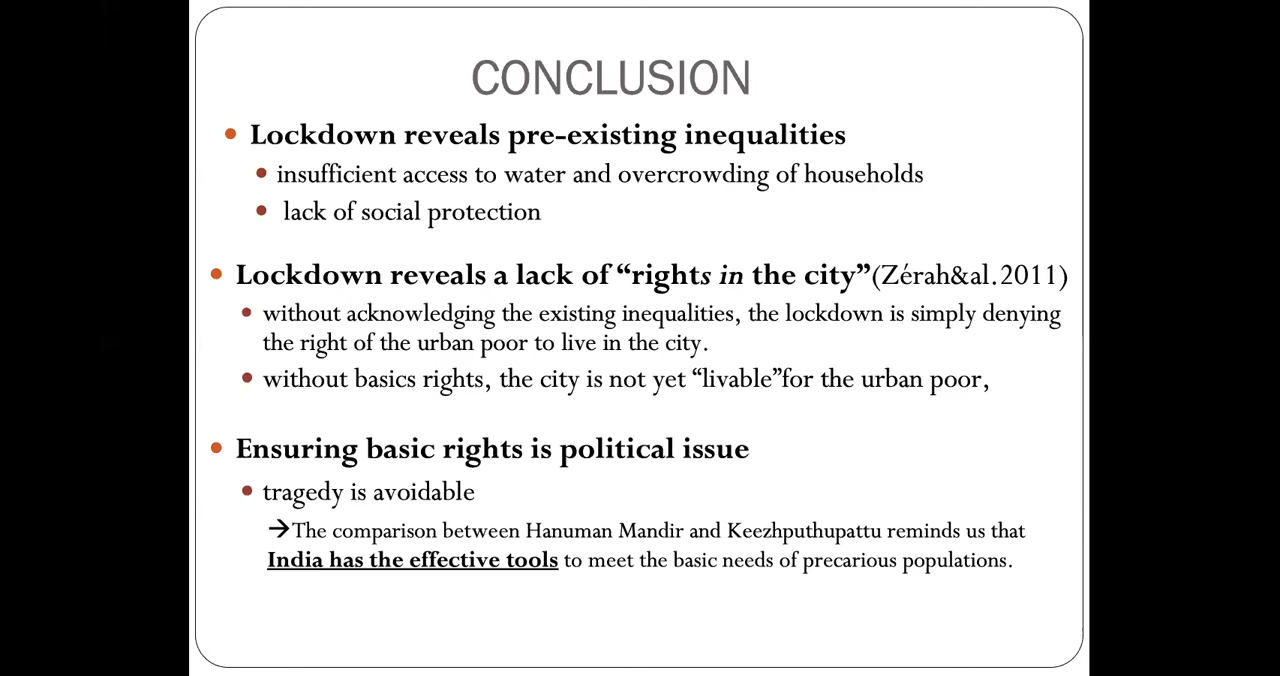 CONCLUSION
• Lockdown reveals pre-existing inequalities
• insufficient access to water and overcrowding of households
• lack of social protection
• Lockdown reveals a lack of “rights in the city”(Zérah&al.2011)
• without acknowledging the existing inequalities, the lockdown is simply denying
the right of the urban poor to live in the city.
• without basics rights, the city is not yet “livable”for the urban poor,
• Ensuring basic rights is political issue
• tragedy is avoidable
→The comparison between Hanuman Mandir and Keezhputhupattu reminds us that
India has the effective tools to meet the basic needs of precarious populations.